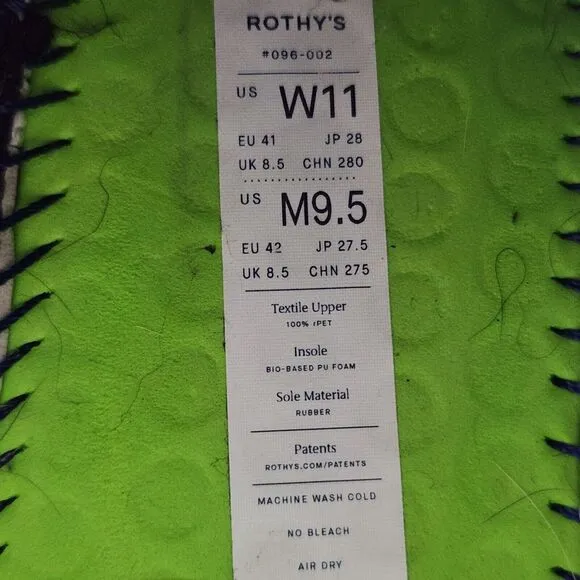 ROTHY'S
#096-002
US W11
EU 41 JP 28
UK 8.5 CHN 280
US M9.5
EU 42 JP 27.5
UK 8.5 CHN 275
Textile Upper
100% rPET
Insole
BIO-BASED PU FOAM
Sole Material
RUBBER
Patents
ROTHYS.COM/PATENTS
MACHINE WASH COLD
NO BLEACH
AIR DRY